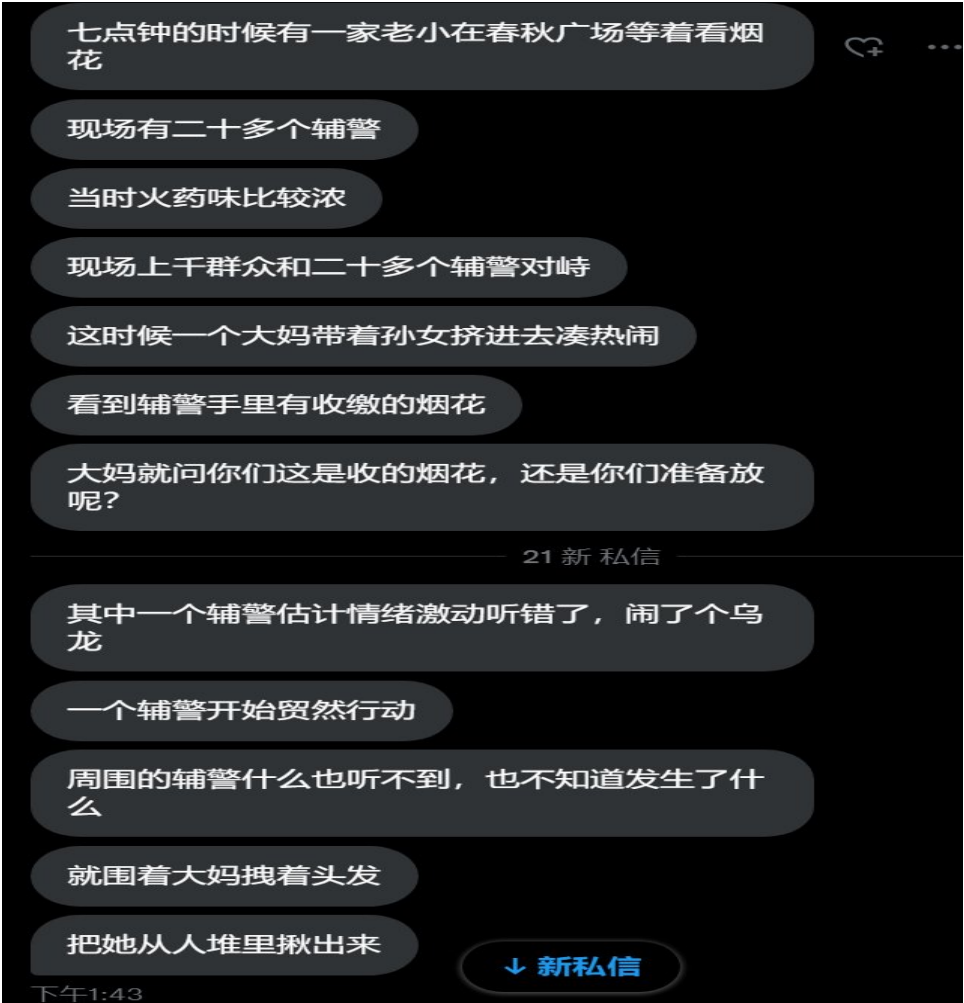 七点钟的时候有一家老小在春秋广场等着看烟
花
现场有二十多个辅警
当时火药味比较浓
现场上千群众和二十多个辅警对峙
这时候一个大妈带着孙女挤进去凑热闹
看到辅警手里有收缴的烟花
大妈就问你们这是收的烟花，还是你们准备放
呢？
21 新 私信
其中一个辅警估计情绪激动听错了，闹了个乌
龙
一个辅警开始贸然行动
周围的辅警什么也听不到，也不知道发生了什
么
就围着大妈拽着头发
把她从人堆里揪出来
↓ 新私信
下午1:43